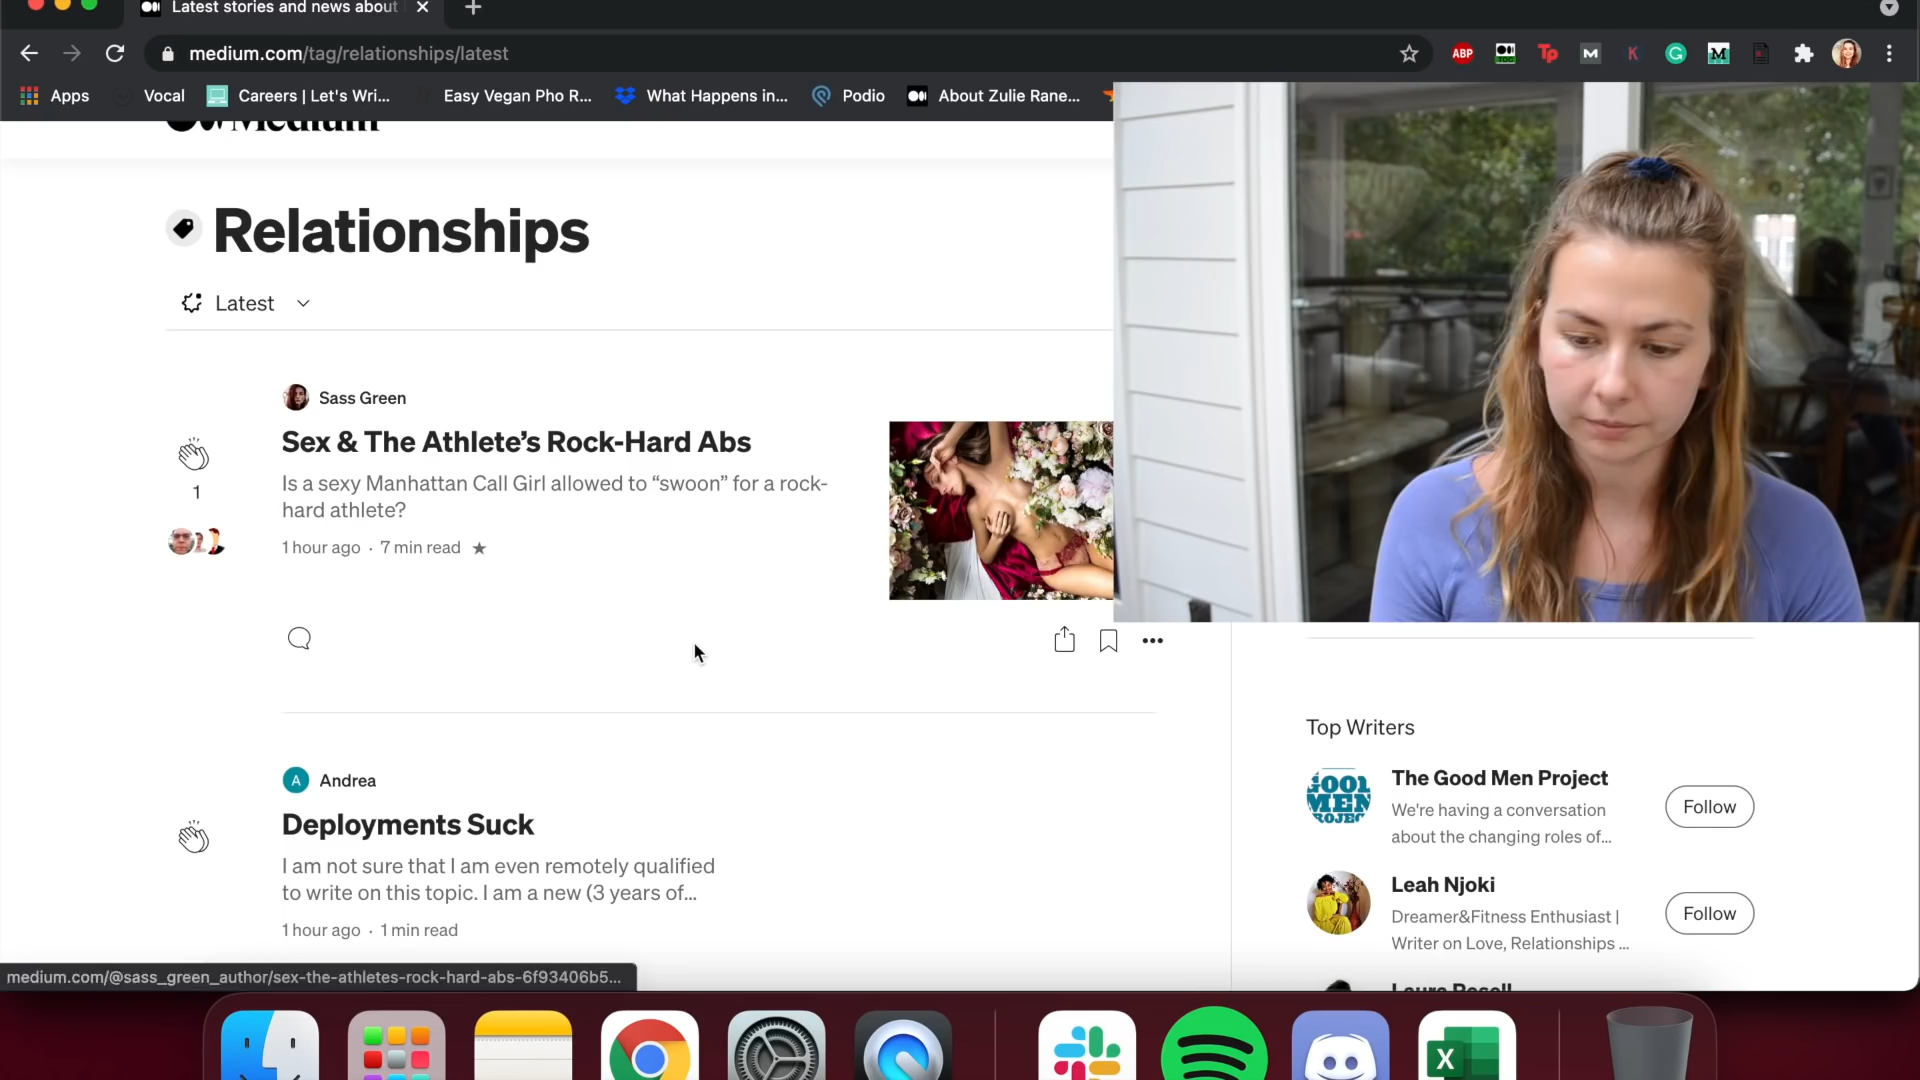 Latest stories and news about
medium.com/tag/relationships/latest
ABP
TOC
Tp
M
K
G
M
Apps
Vocal
Careers | Let's Wri...
Easy Vegan Pho R...
What Happens in...
Podio
About Zulie Rane...
Medium
Relationships
Latest
Sass Green
Sex & The Athlete's Rock-Hard Abs
Is a sexy Manhattan Call Girl allowed to “swoon” for a rock-
hard athlete?
1
1 hour ago · 7 min read ★
A Andrea
Deployments Suck
I am not sure that I am even remotely qualified
to write on this topic. I am a new (3 years of...
1 hour ago · 1 min read
Top Writers
The Good Men Project
We're having a conversation
about the changing roles of...
Follow
Leah Njoki
Dreamer&Fitness Enthusiast |
Writer on Love, Relationships ...
Follow
Laura Rosell
medium.com/@sass_green_author/sex-the-athletes-rock-hard-abs-6f93406b5...
X